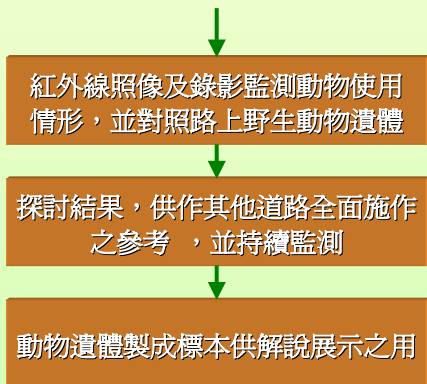 紅外線照像及錄影監測動物使用
情形，並對照路上野生動物遺體
探討結果，供作其他道路全面施作
之參考 ，並持續監測
動物遺體製成標本供解說展示之用